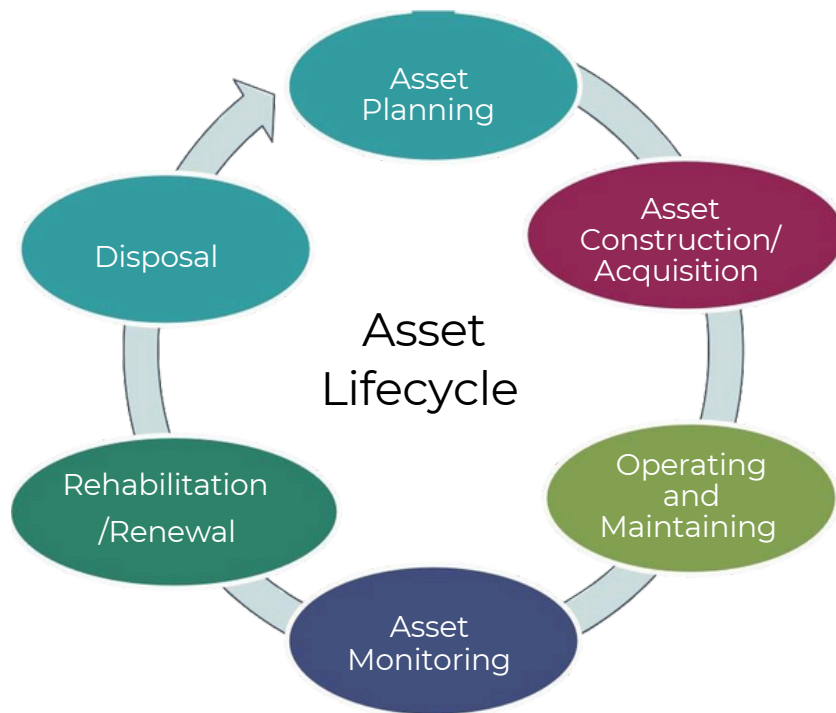 Asset
Planning
Asset
Construction/
Acquisition
Disposal
Asset
Lifecycle
Operating
and
Maintaining
Rehabilitation
/Renewal
Asset
Monitoring